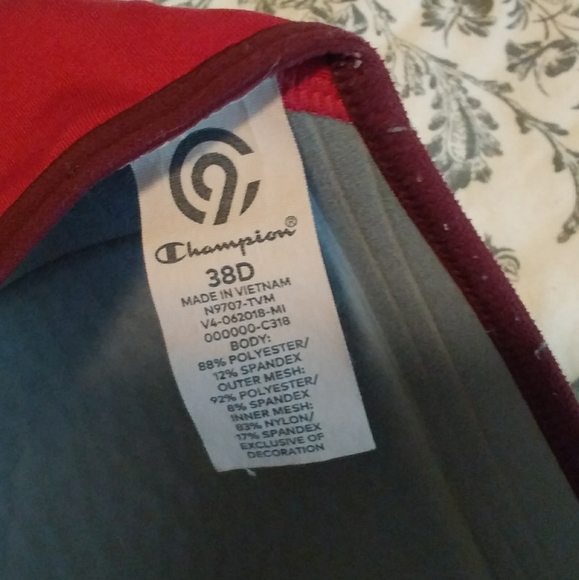 C9
Champion®
38D
MADE IN VIETNAM
N9707-TVM
V4-062018-MI
000000-C318
BODY:
88% POLYESTER/
12% SPANDEX
OUTER MESH:
92% POLYESTER/
8% SPANDEX
INNER MESH:
83% NYLON/
17% SPANDEX
EXCLUSIVE OF
DECORATION